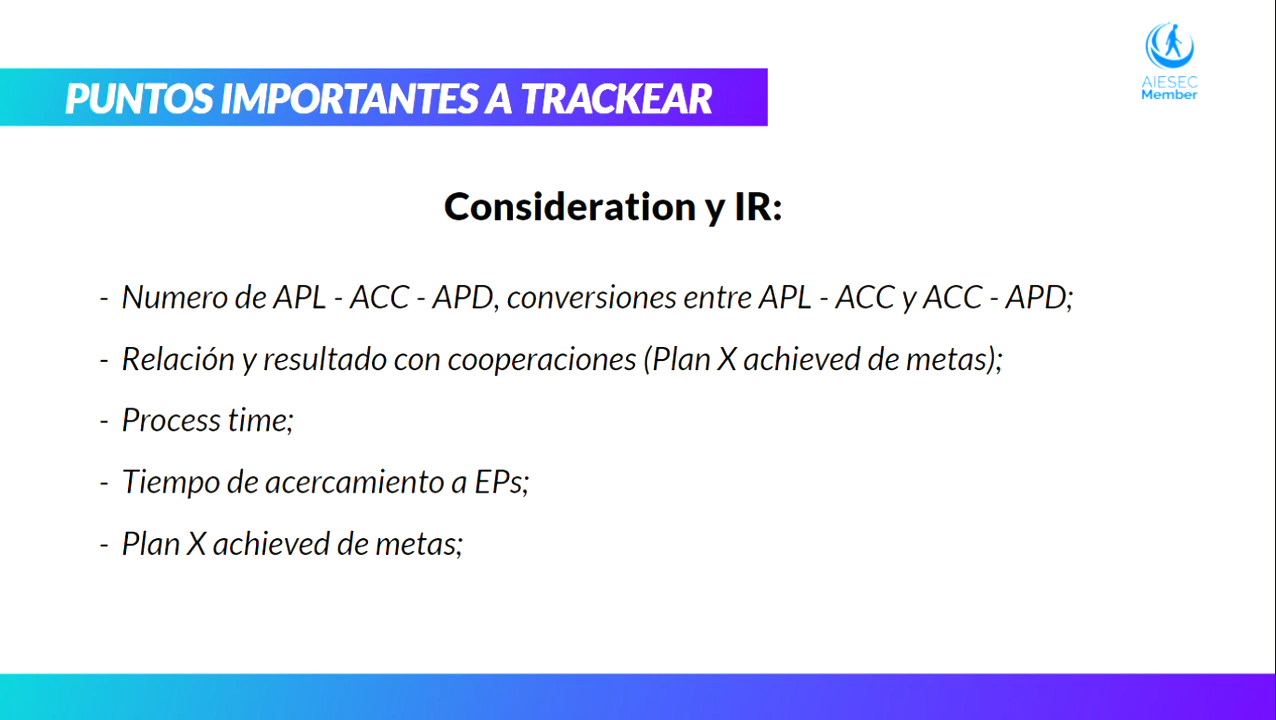 AIESEC
Member
PUNTOS IMPORTANTES A TRACKEAR
Consideration y IR:
- Numero de APL - ACC - APD, conversiones entre APL - ACC y ACC - APD;
- Relación y resultado con cooperaciones (Plan X achieved de metas);
- Process time;
- Tiempo de acercamiento a EPs;
- Plan X achieved de metas;